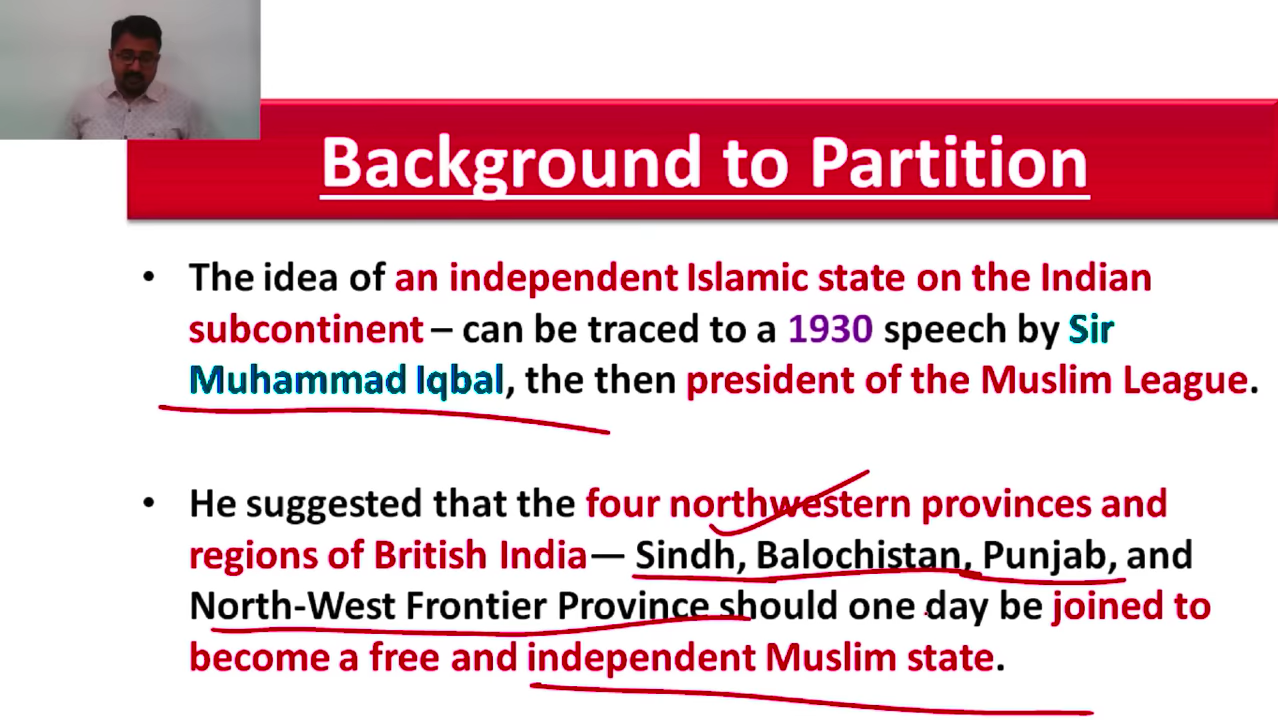 Background to Partition
• The idea of an independent Islamic state on the Indian
subcontinent – can be traced to a 1930 speech by Sir
Muhammad Iqbal, the then president of the Muslim League.
• He suggested that the four northwestern provinces and
regions of British India— Sindh, Balochistan, Punjab, and
North-West Frontier Province should one day be joined to
become a free and independent Muslim state.